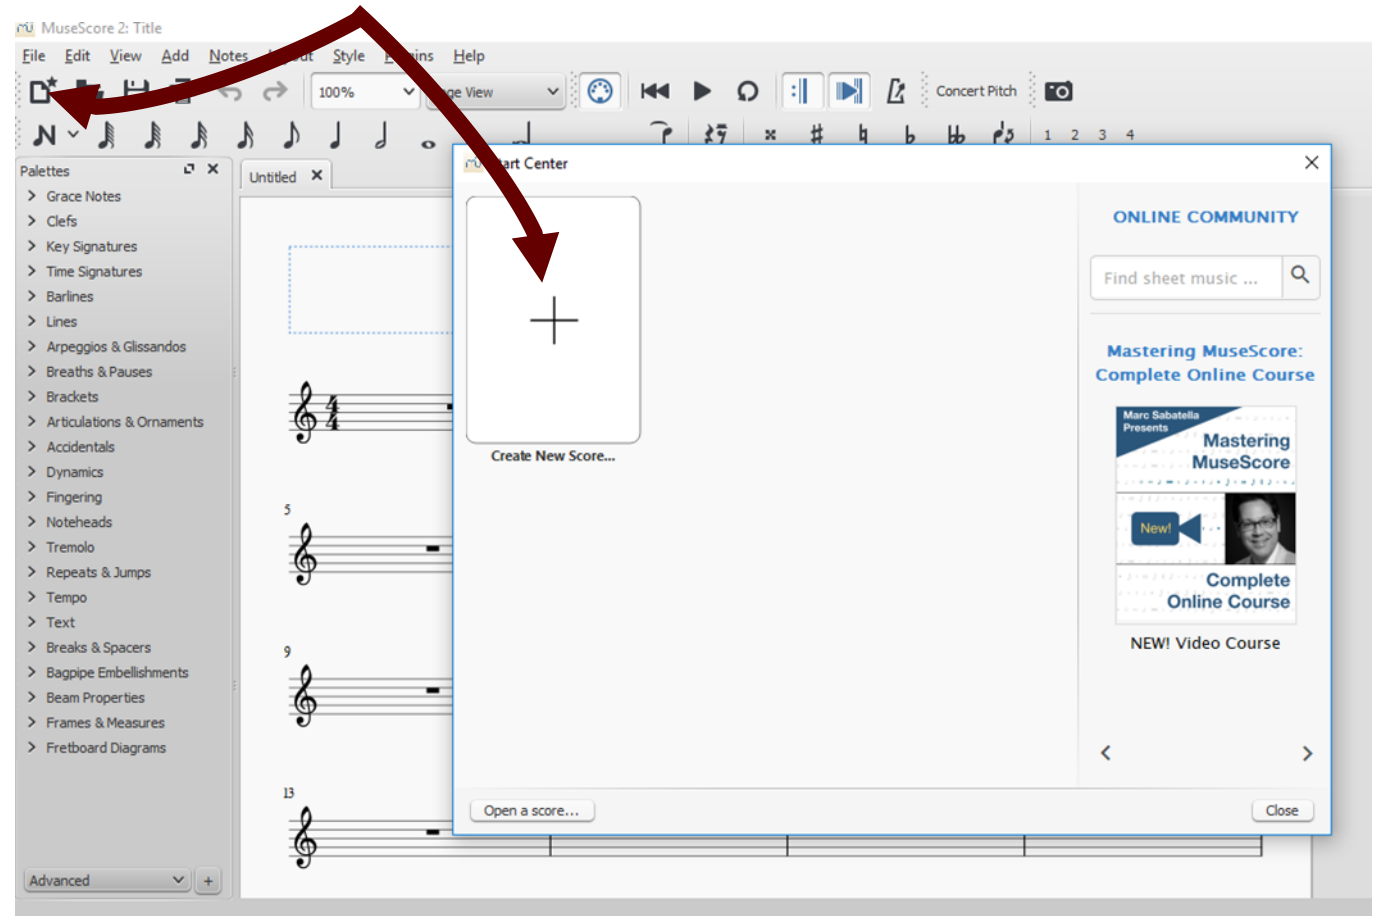 MuseScore 2: Title
File Edit View Add Notes Style Help
100% View Concert Pitch
1 2 3 4
Palettes
Untitled
Grace Notes
Clefs
Key Signatures
Time Signatures
Barlines
Lines
Arpeggios & Glissandos
Breaths & Pauses
Brackets
Articulations & Ornaments
Accidentals
Dynamics
Fingering
Noteheads
Tremolo
Repeats & Jumps
Tempo
Text
Breaks & Spacers
Bagpipe Embellishments
Beam Properties
Frames & Measures
Fretboard Diagrams
Advanced
+
5
9
13
Center
Create New Score...
Open a score...
ONLINE COMMUNITY
Find sheet music ...
Mastering MuseScore:
Complete Online Course
Marc Sabatella
Presents
Mastering
MuseScore
New!
Complete
Online Course
NEW! Video Course
Close